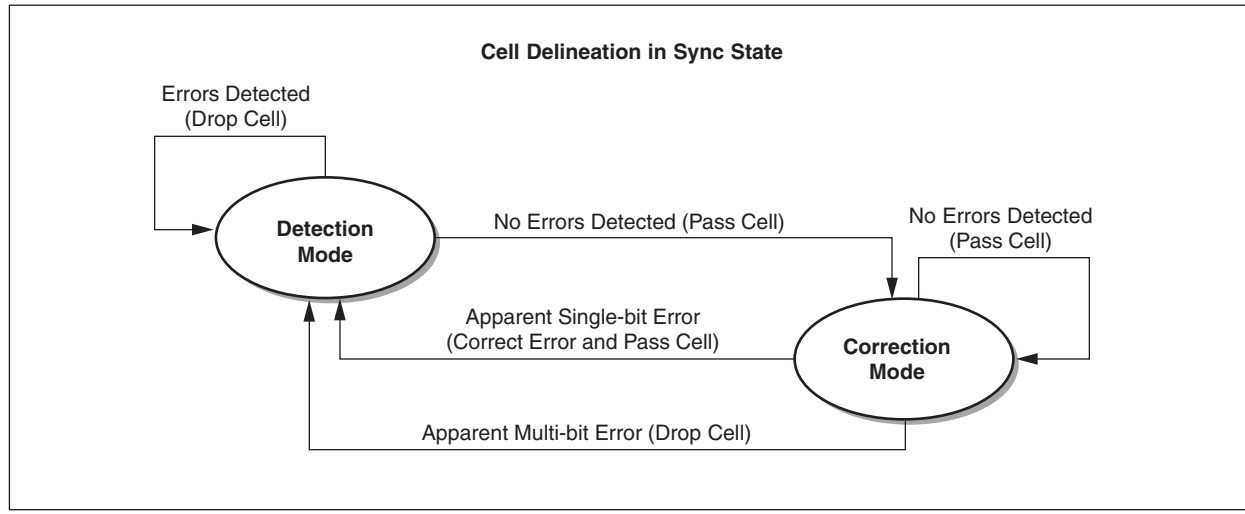 Cell Delineation in Sync State
Errors Detected
(Drop Cell)
Detection
Mode
No Errors Detected (Pass Cell)
No Errors Detected
(Pass Cell)
Apparent Single-bit Error
(Correct Error and Pass Cell)
Correction
Mode
Apparent Multi-bit Error (Drop Cell)